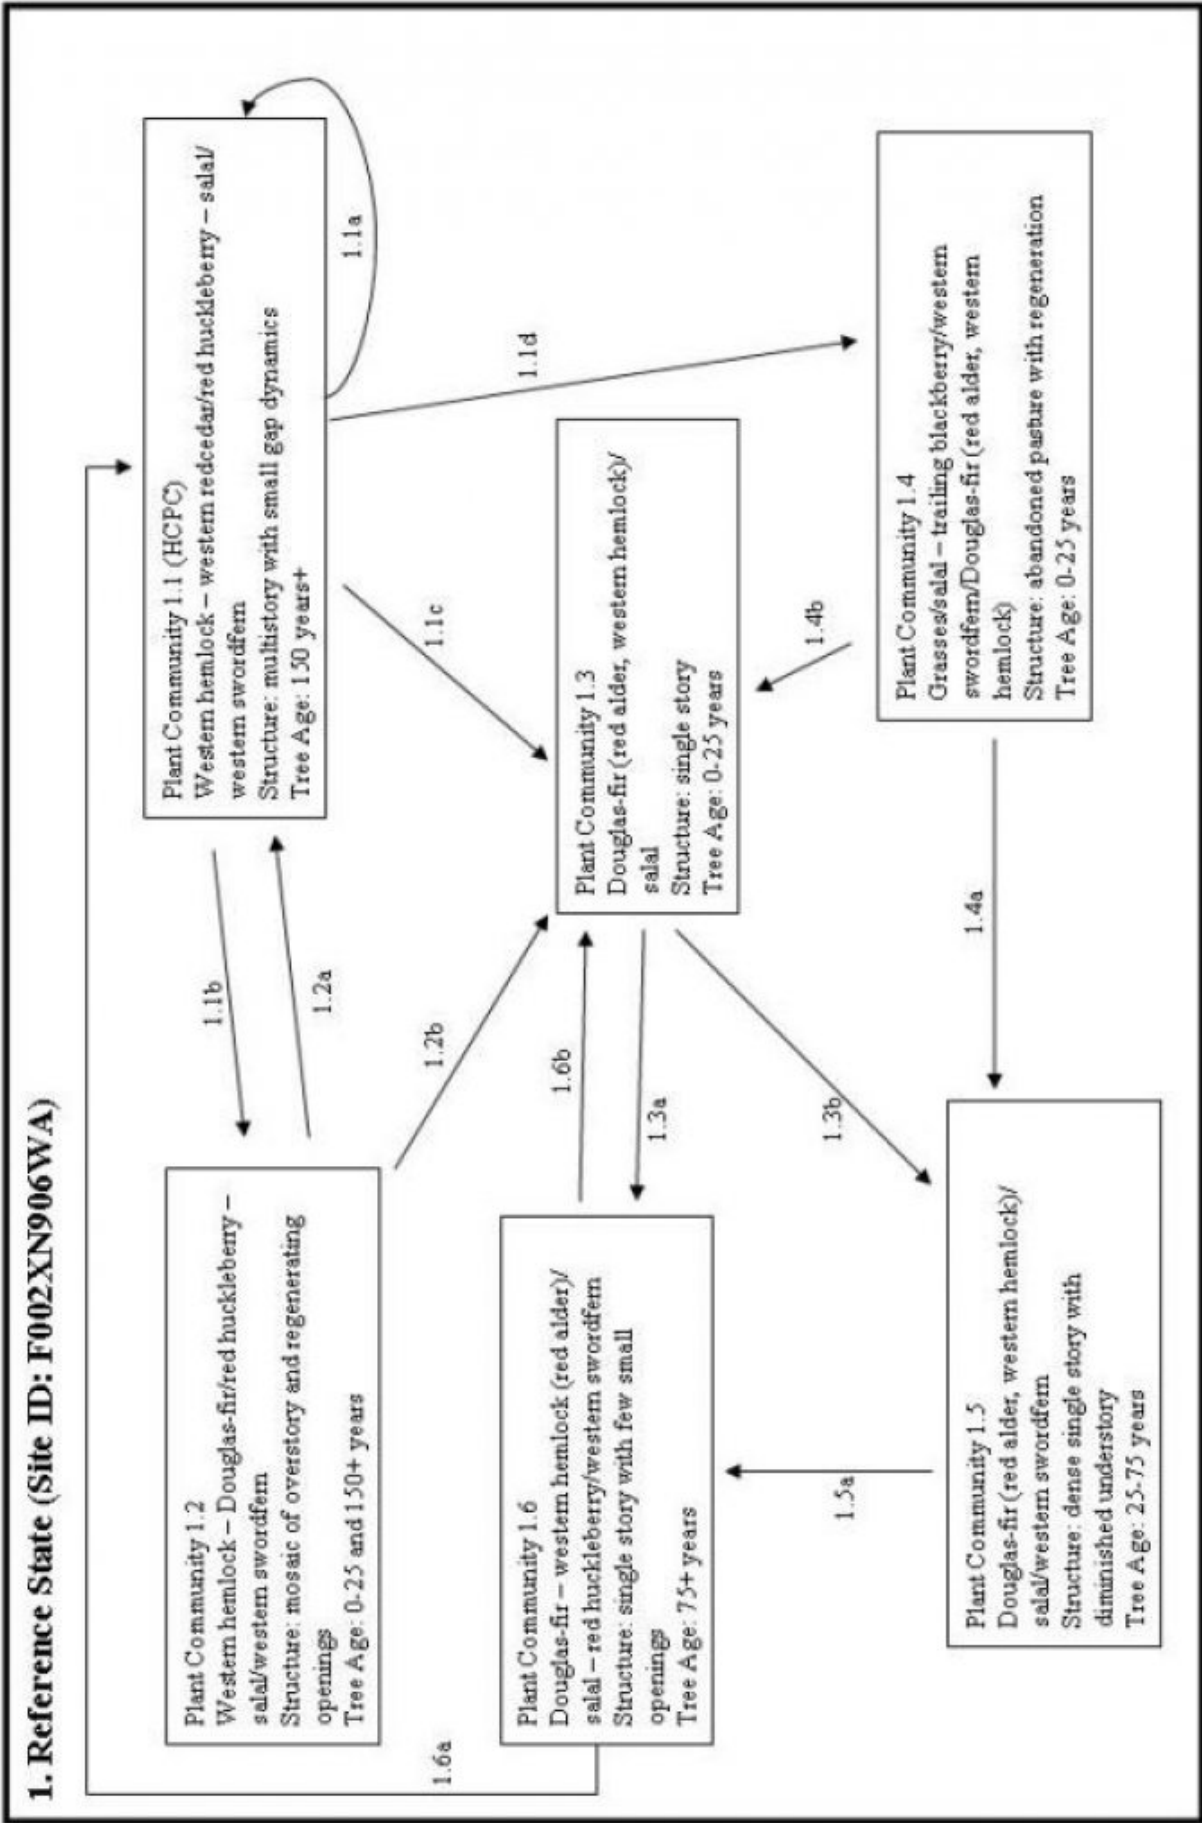 1. Reference State (Site ID: F002XN906WA)
Plant Community 1.2
Western hemlock – Douglas-fir/red huckleberry –
salal/western swordfern
Structure: mosaic of overstory and regenerating
openings
Tree Age: 0-25 and 150+ years
1.1b
1.2a
Plant Community 1.1 (HCPC)
Western hemlock – western redcedar/red huckleberry – salal/
western swordfern
Structure: multistory with small gap dynamics
Tree Age: 150 years+
1.1a
1.6a
1.2b
1.1c
1.1d
Plant Community 1.6
Douglas-fir – western hemlock (red alder)/
salal – red huckleberry/western swordfern
Structure: single story with few small
openings
Tree Age: 75+ years
1.6b
1.3a
Plant Community 1.3
Douglas-fir (red alder, western hemlock)/
salal
Structure: single story
Tree Age: 0-25 years
1.5a
1.3b
1.4b
Plant Community 1.5
Douglas-fir (red alder, western hemlock)/
salal/western swordfern
Structure: dense single story with
diminished understory
Tree Age: 25-75 years
1.4a
Plant Community 1.4
Grasses/salal – trailing blackberry/western
swordfern/Douglas-fir (red alder, western
hemlock)
Structure: abandoned pasture with regeneration
Tree Age: 0-25 years